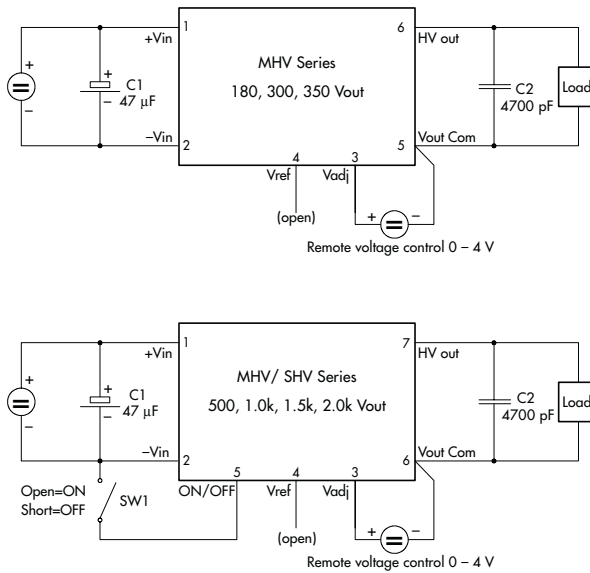 +Vin
1
MHV Series
180, 300, 350 Vout
6
HV out
+
–
+
C1
–
47 µF
C2
4700 pF
Load
–Vin
2
4
3
5
Vout Com
Vref
Vadj
(open)
+
–
Remote voltage control 0 – 4 V
+Vin
1
MHV/ SHV Series
500, 1.0k, 1.5k, 2.0k Vout
7
HV out
+
–
+
C1
–
47 µF
C2
4700 pF
Load
–Vin
2
5
4
3
6
Vout Com
ON/OFF
Vref
Vadj
Open=ON
Short=OFF
SW1
(open)
+
–
Remote voltage control 0 – 4 V